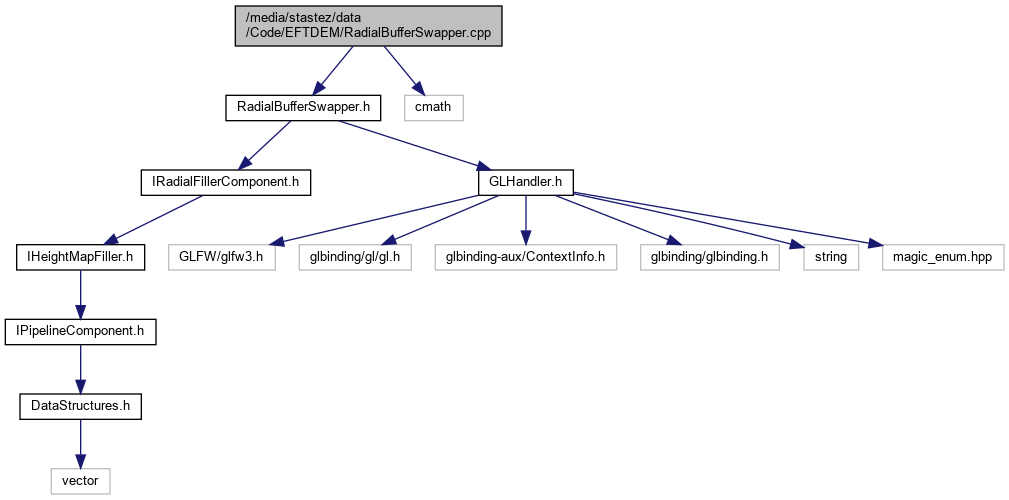 /media/stastez/data
/Code/EFTDEM/RadialBufferSwapper.cpp
RadialBufferSwapper.h
cmath
IRadialFillerComponent.h
GLHandler.h
IHeightMapFiller.h
GLFW/glfw3.h
glbinding/gl/gl.h
glbinding-aux/ContextInfo.h
glbinding/glbinding.h
string
magic_enum.hpp
IPipelineComponent.h
DataStructures.h
vector